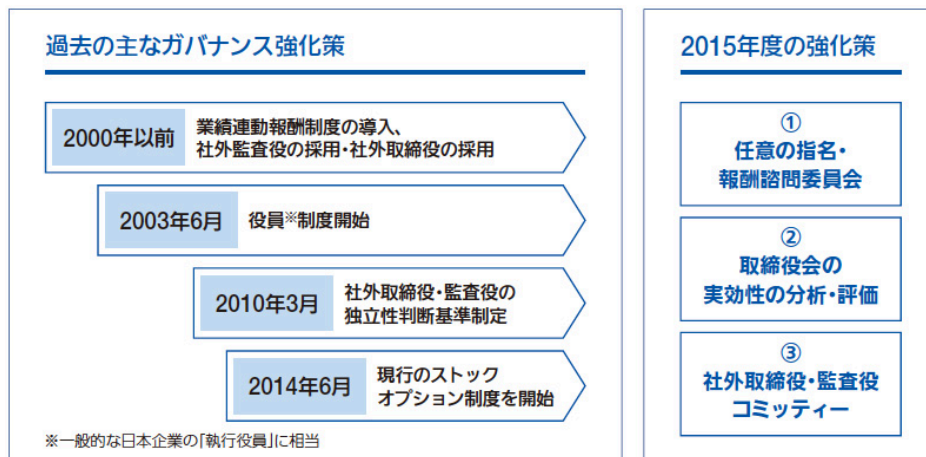 過去の主なガバナンス強化策
2000年以前
業績連動報酬制度の導入、
社外監査役の採用・社外取締役の採用
2003年6月
役員※制度開始
2010年3月
社外取締役・監査役の
独立性判断基準制定
2014年6月
現行のストック
オプション制度を開始
※一般的な日本企業の「執行役員」に相当
2015年度の強化策
①
任意の指名・
報酬諮問委員会
②
取締役会の
実効性の分析・評価
③
社外取締役・監査役
コミッティー